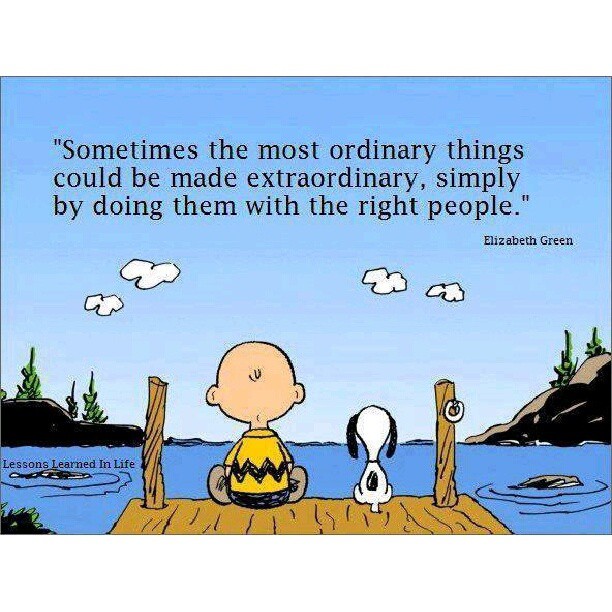 "Sometimes the most ordinary things
could be made extraordinary, simply
by doing them with the right people."
Elizabeth Green
Lessons Learned In Life